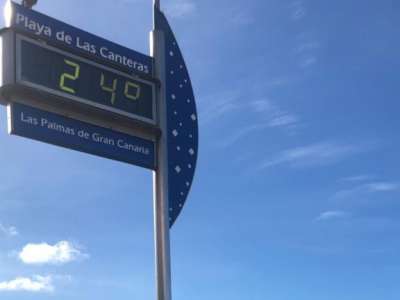 Playa de Las Canteras
24°
Las Palmas de Gran Canaria